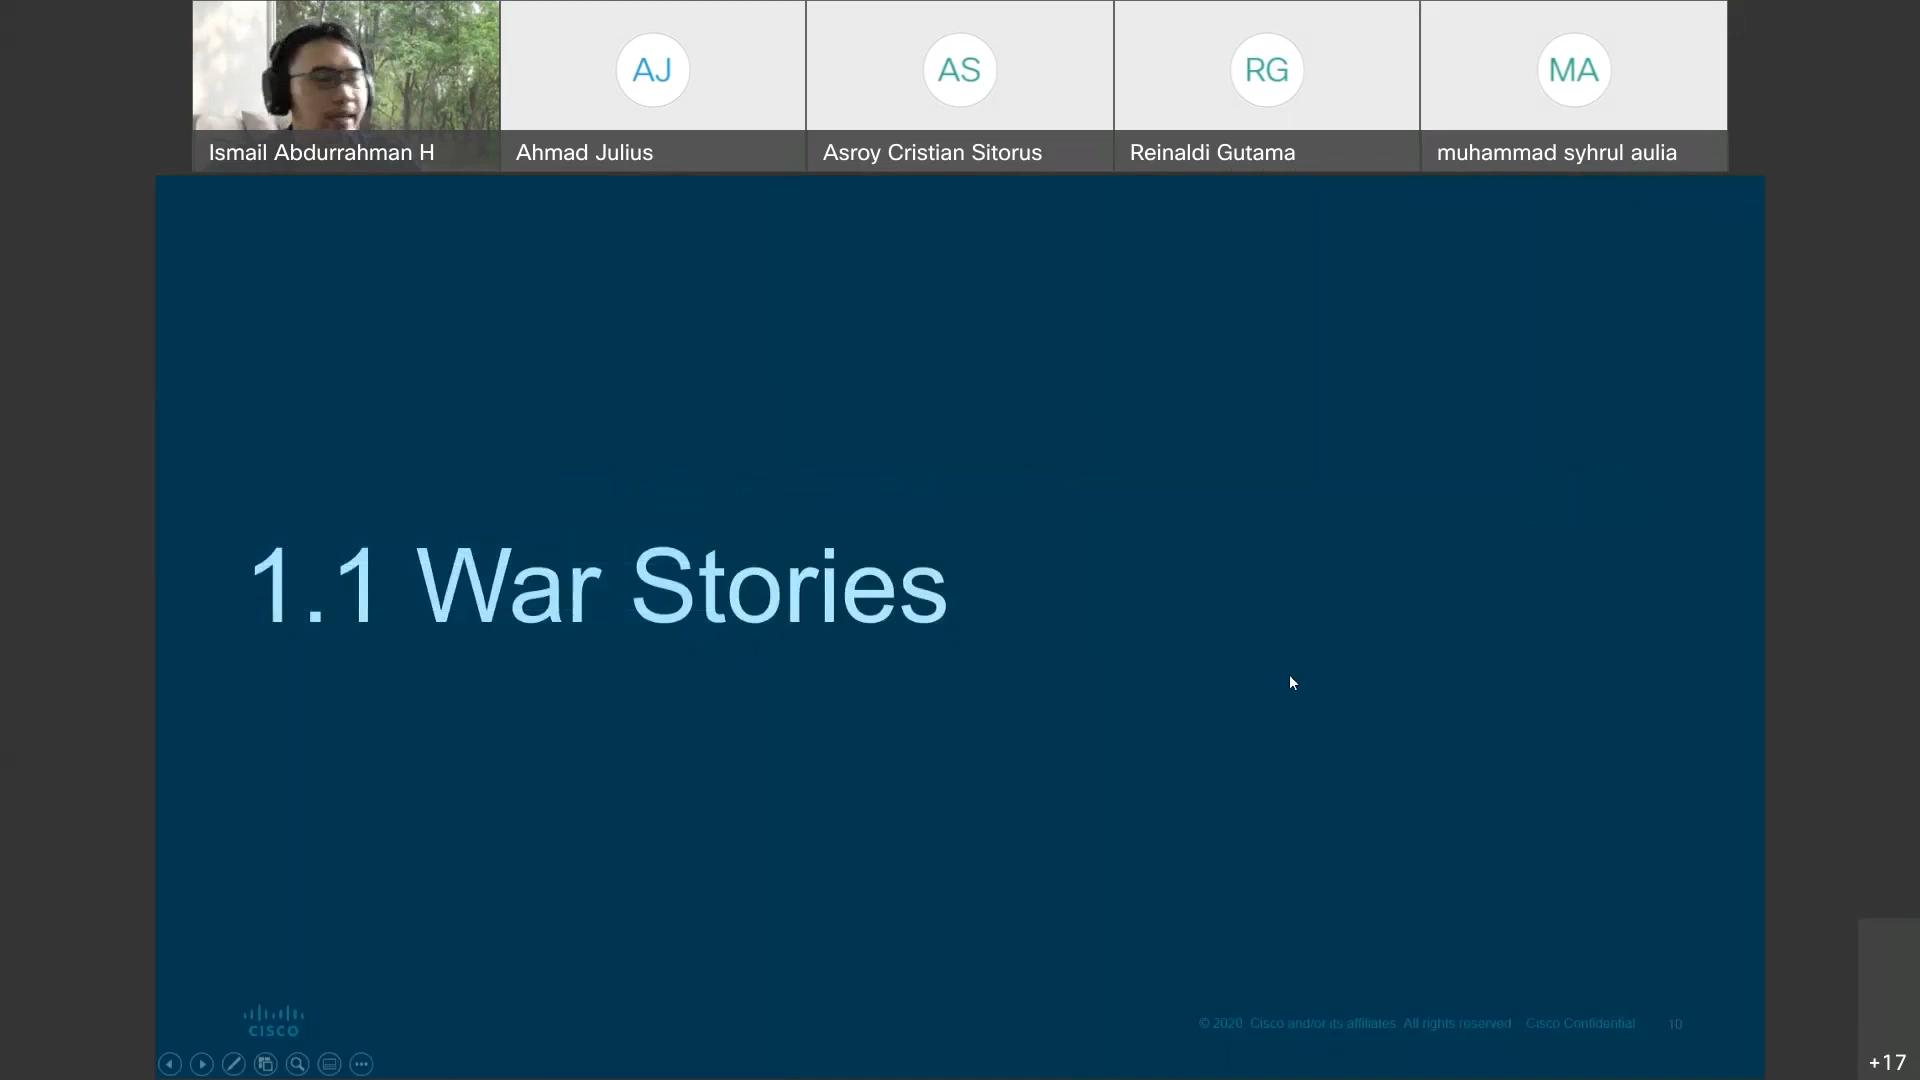 AJ
AS
RG
MA
Ismail Abdurrahman H
Ahmad Julius
Asroy Cristian Sitorus
Reinaldi Gutama
muhammad syhrul aulia
1.1 War Stories
CISCO
© 2020 Cisco and/or its affiliates. All rights reserved. Cisco Confidential
10
+17